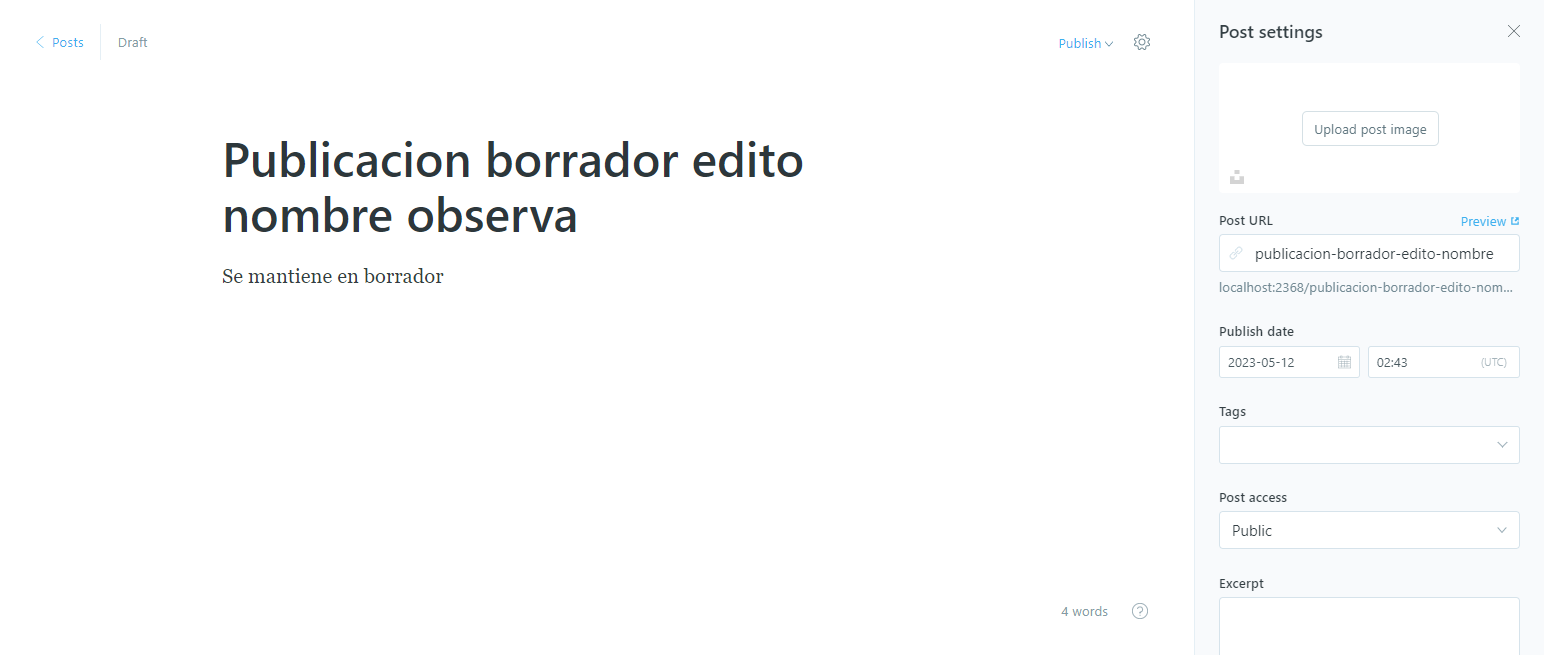 Posts
Draft
Publish
Publicacion borrador edito
nombre observa
Se mantiene en borrador
4 words
?
Post settings
Upload post image
Post URL
Preview
publicacion-borrador-edito-nombre
localhost:2368/publicacion-borrador-edito-nom...
Publish date
2023-05-12
02:43
(UTC)
Tags
Post access
Public
Excerpt